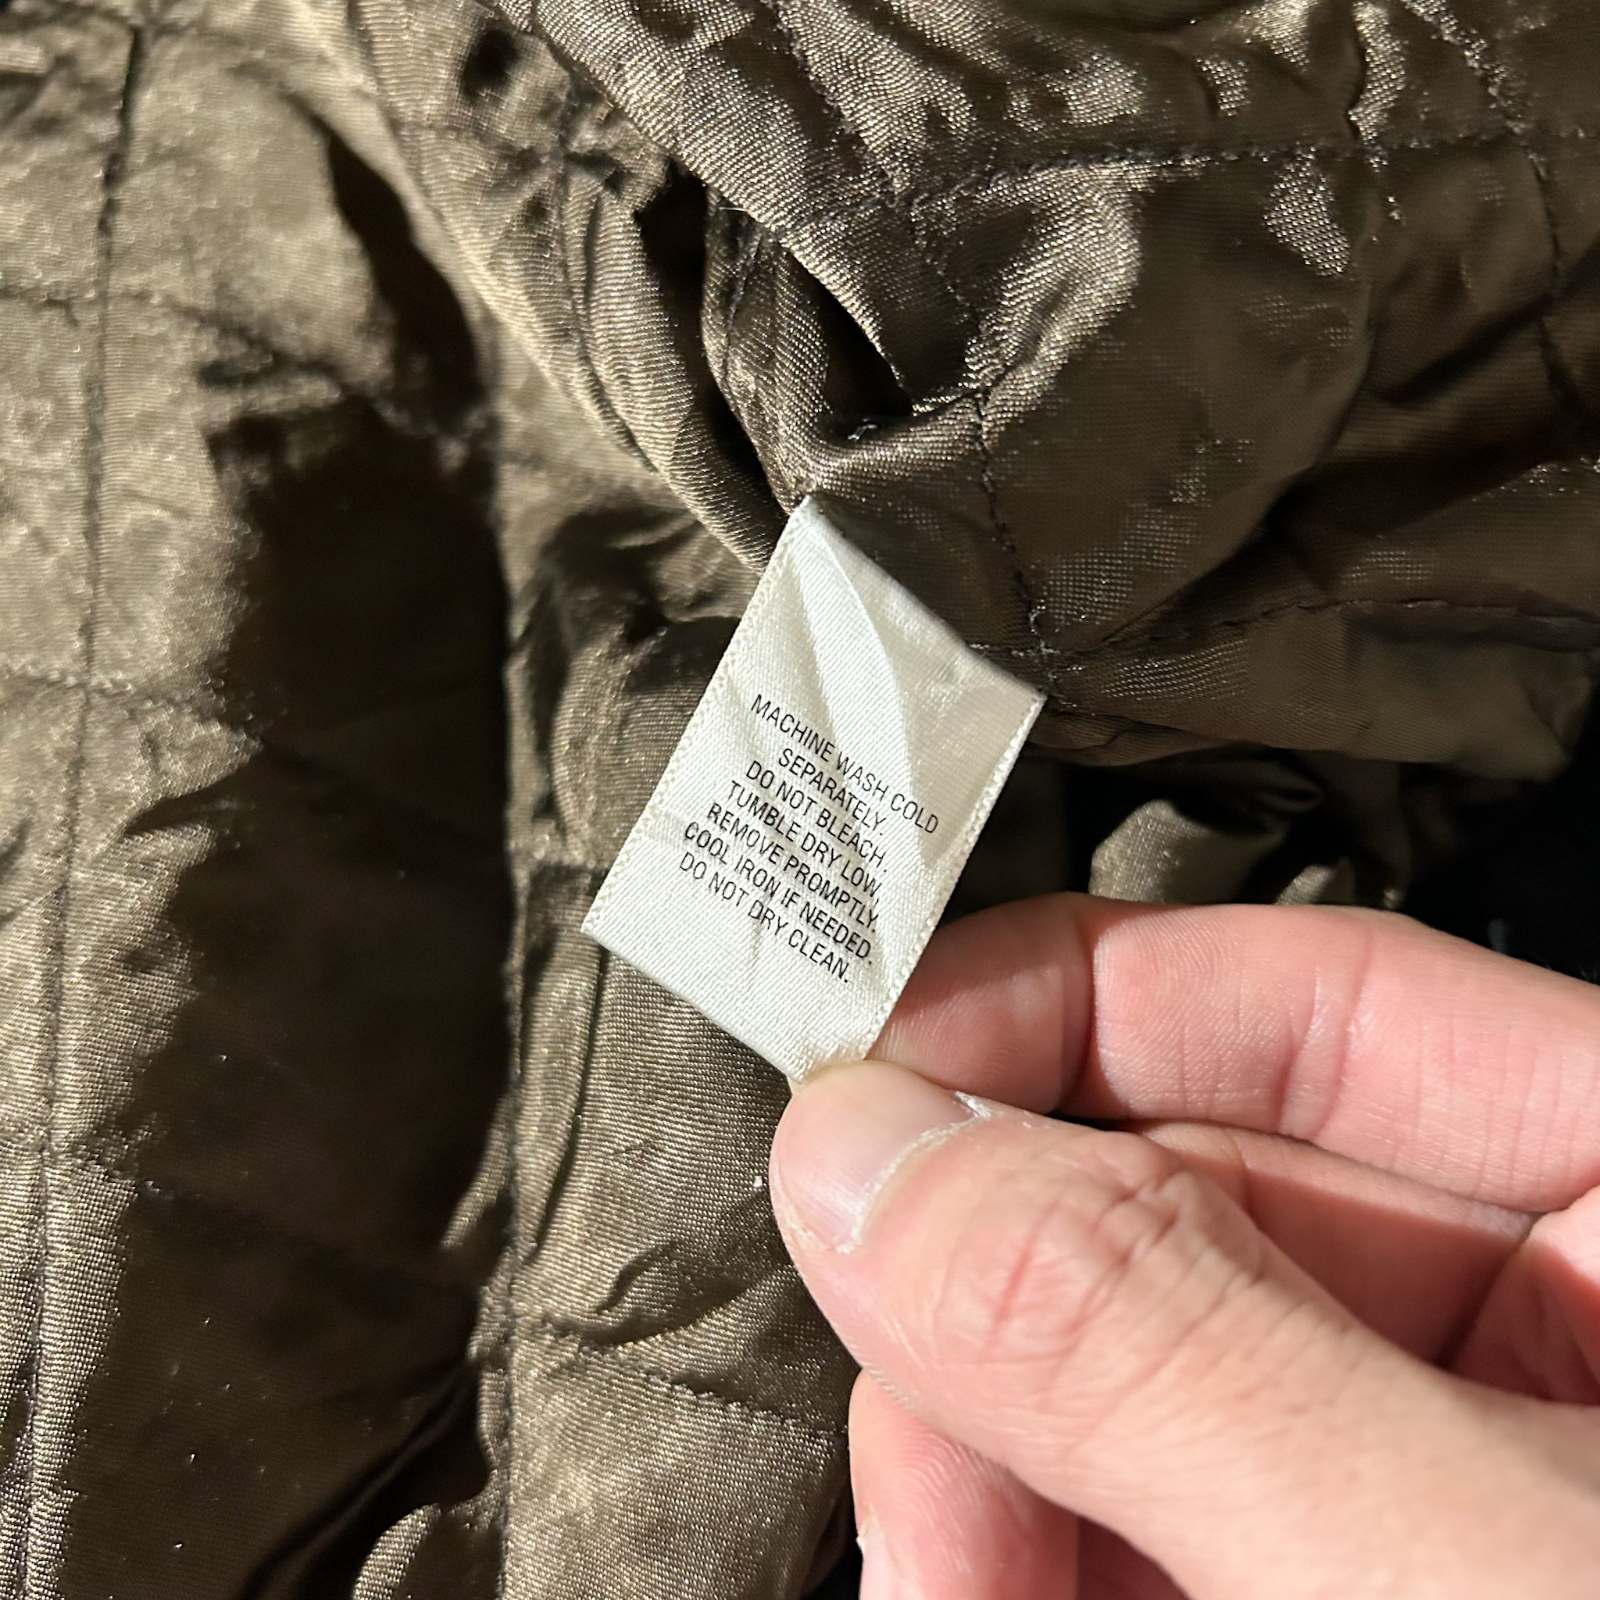 MACHINE WASH COLD
SEPARATELY.
DO NOT BLEACH.
TUMBLE DRY LOW,
REMOVE PROMPTLY.
COOL IRON IF NEEDED.
DO NOT DRY CLEAN.